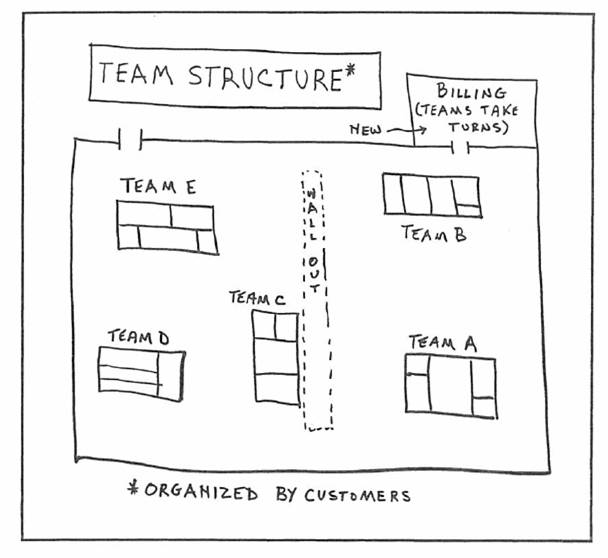 TEAM STRUCTURE*
BILLING
(TEAMS TAKE
TURNS)
NEW
TEAM E
WALL OUT
TEAM B
TEAM C
TEAM D
TEAM A
*ORGANIZED BY CUSTOMERS